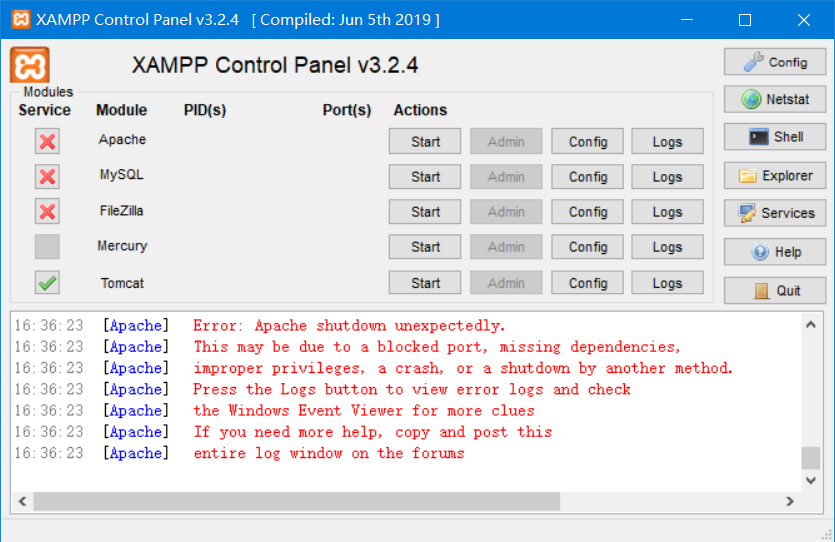 XAMPP Control Panel v3.2.4 [ Compiled: Jun 5th 2019 ]
XAMPP Control Panel v3.2.4
Config
Modules
Service Module PID(s) Port(s) Actions
Netstat
Apache Start Admin Config Logs
Shell
MySQL Start Admin Config Logs
Explorer
FileZilla Start Admin Config Logs
Services
Mercury Start Admin Config Logs
Help
Tomcat Start Admin Config Logs
Quit
16:36:23 [Apache] Error: Apache shutdown unexpectedly.
16:36:23 [Apache] This may be due to a blocked port, missing dependencies,
16:36:23 [Apache] improper privileges, a crash, or a shutdown by another method.
16:36:23 [Apache] Press the Logs button to view error logs and check
16:36:23 [Apache] the Windows Event Viewer for more clues
16:36:23 [Apache] If you need more help, copy and post this
16:36:23 [Apache] entire log window on the forums